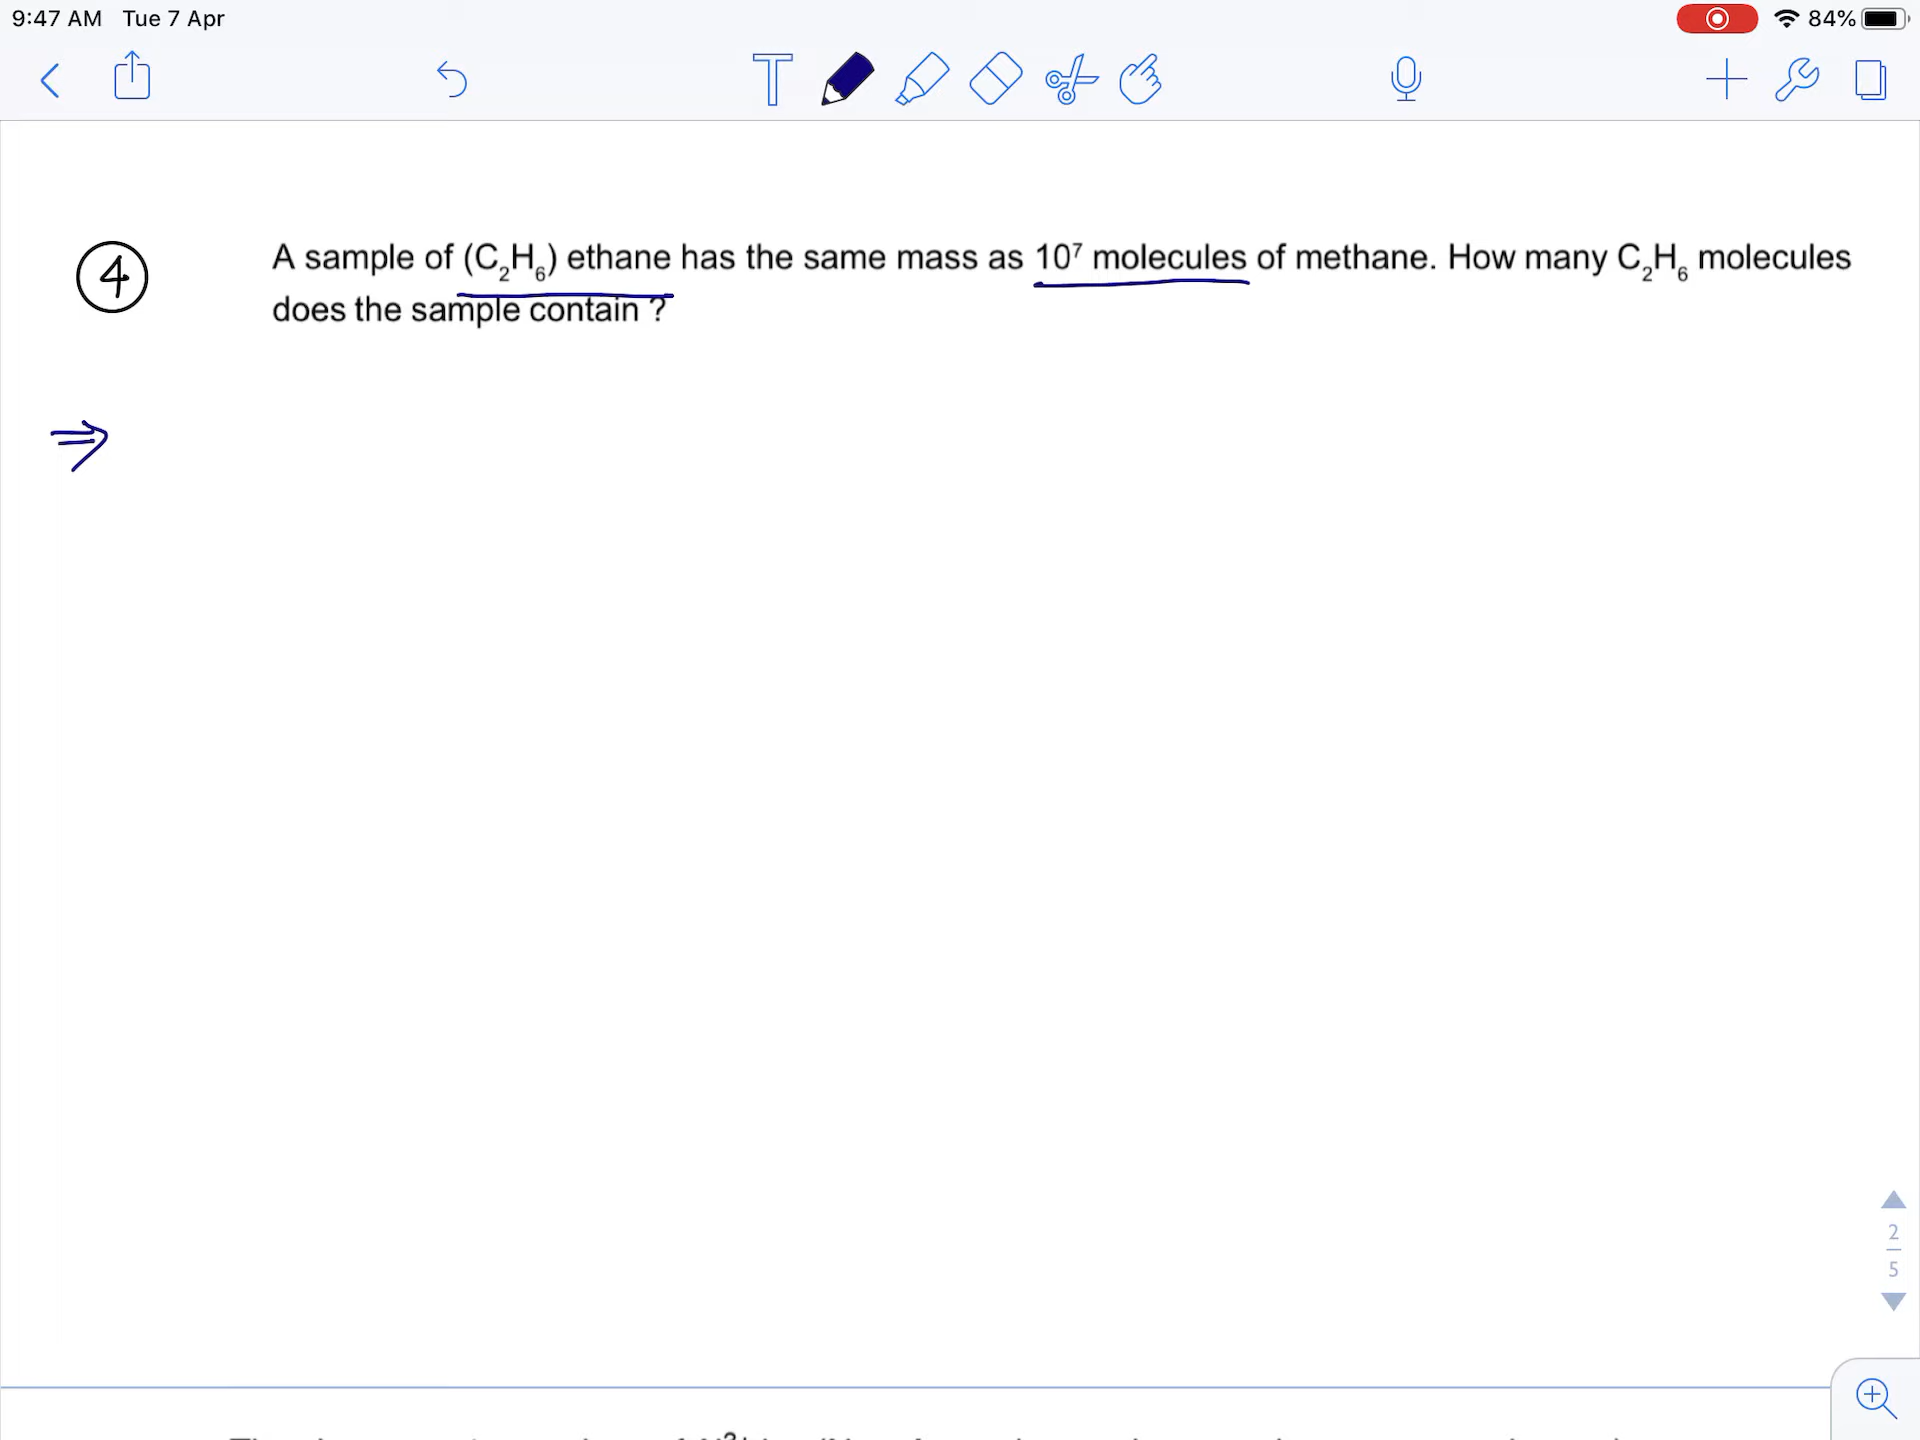 9:47 AM Tue 7 Apr
84%
T
4
A sample of (C₂H₆) ethane has the same mass as 10⁷ molecules of methane. How many C₂H₆ molecules
does the sample contain ?
⇒
2
5